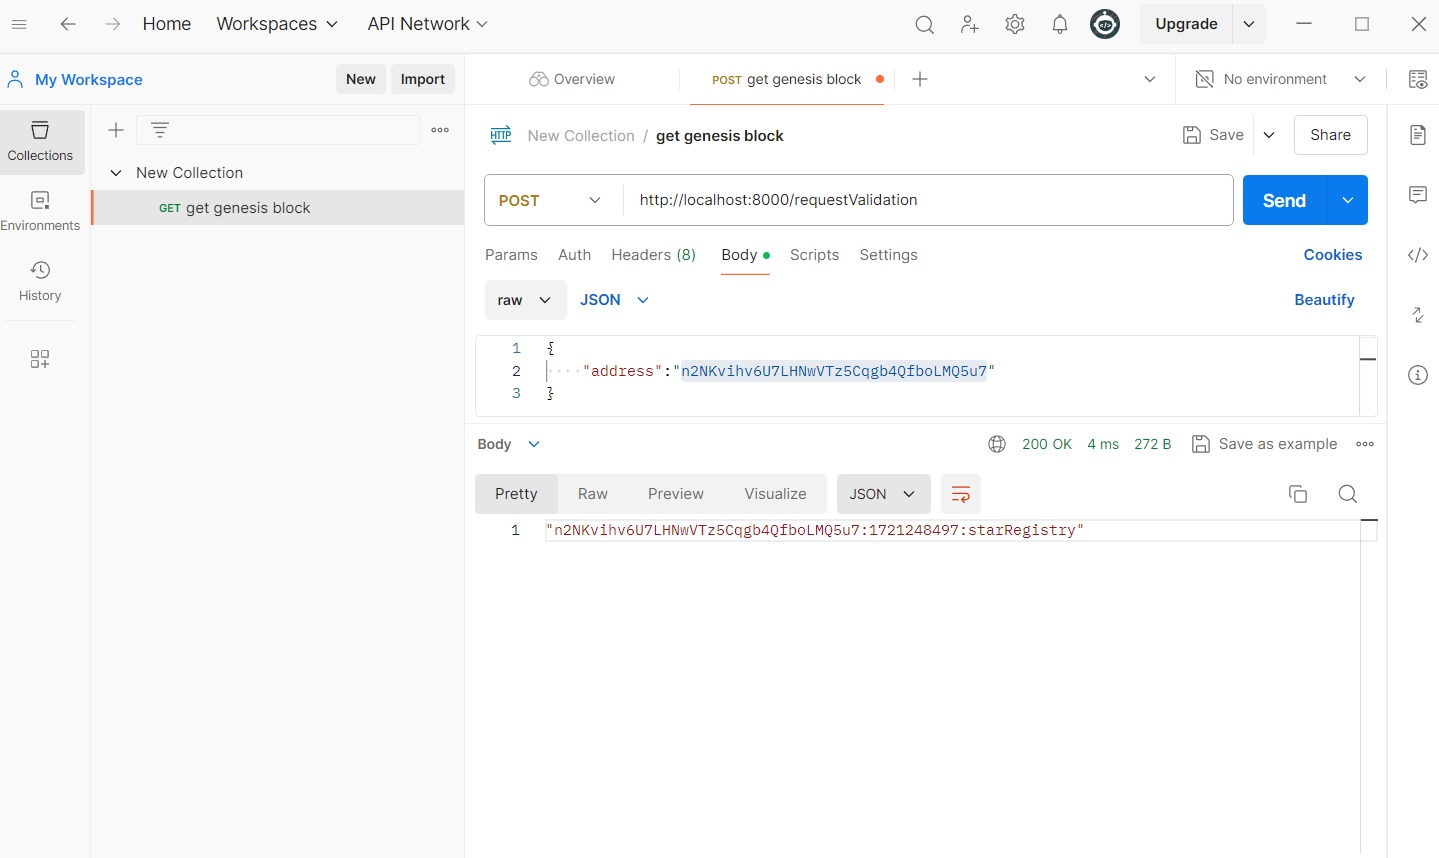 Home Workspaces API Network Upgrade
My Workspace New Import Overview POST get genesis block No environment
Collections
New Collection / get genesis block Save Share
New Collection
GET get genesis block
POST http://localhost:8000/requestValidation Send
Environments
Params Auth Headers (8) Body Scripts Settings Cookies
History
raw JSON Beautify
1 {
2 "address":"n2NKvihv6U7LHNwVTz5Cqgb4QfboLMQ5u7"
3 }
Body 200 OK 4 ms 272 B Save as example
Pretty Raw Preview Visualize JSON
1 "n2NKvihv6U7LHNwVTz5Cqgb4QfboLMQ5u7:1721248497:starRegistry"